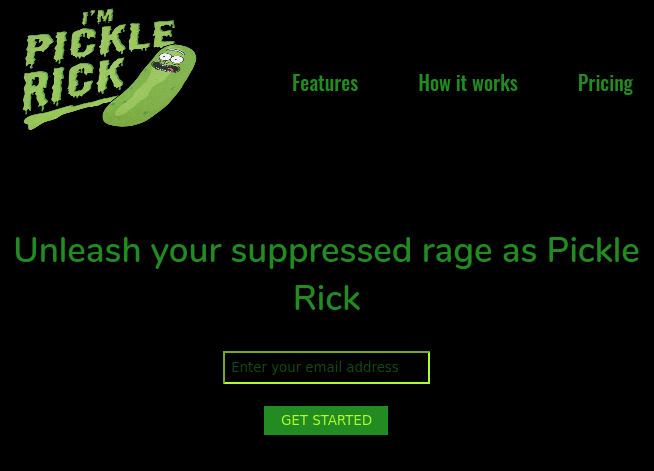 I'M
PICKLE
RICK
Features How it works Pricing
Unleash your suppressed rage as Pickle
Rick
Enter your email address
GET STARTED